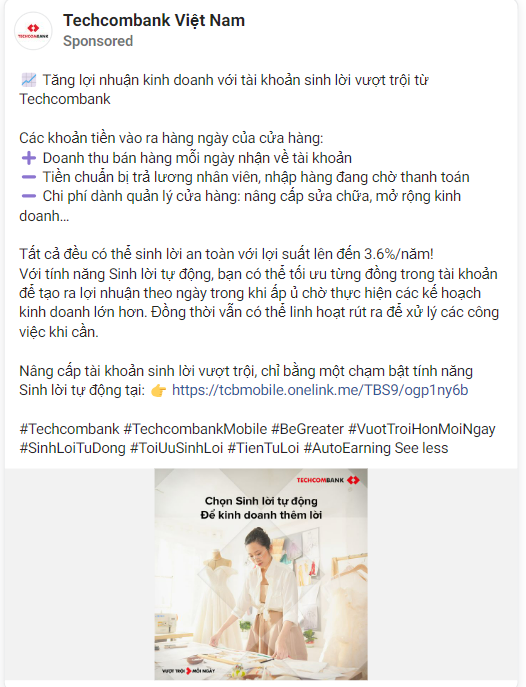 TECHCOMBANK
Techcombank Việt Nam
Sponsored
📈 Tăng lợi nhuận kinh doanh với tài khoản sinh lời vượt trội từ
Techcombank
Các khoản tiền vào ra hàng ngày của cửa hàng:
➕ Doanh thu bán hàng mỗi ngày nhận về tài khoản
➖ Tiền chuẩn bị trả lương nhân viên, nhập hàng đang chờ thanh toán
➖ Chi phí dành quản lý cửa hàng: nâng cấp sửa chữa, mở rộng kinh
doanh…
Tất cả đều có thể sinh lời an toàn với lợi suất lên đến 3.6%/năm!
Với tính năng Sinh lời tự động, bạn có thể tối ưu từng đồng trong tài khoản
để tạo ra lợi nhuận theo ngày trong khi ấp ủ chờ thực hiện các kế hoạch
kinh doanh lớn hơn. Đồng thời vẫn có thể linh hoạt rút ra để xử lý các công
việc khi cần.
Nâng cấp tài khoản sinh lời vượt trội, chỉ bằng một chạm bật tính năng
Sinh lời tự động tại: 👉 https://tcbmobile.onelink.me/TBS9/ogp1ny6b
#Techcombank #TechcombankMobile #BeGreater #VuotTroiHonMoiNgay
#SinhLoiTuDong #ToiUuSinhLoi #TienTuLoi #AutoEarning See less
TECHCOMBANK
Chọn Sinh lời tự động
Để kinh doanh thêm lời
VƯỢT TRỘI MỖI NGÀY